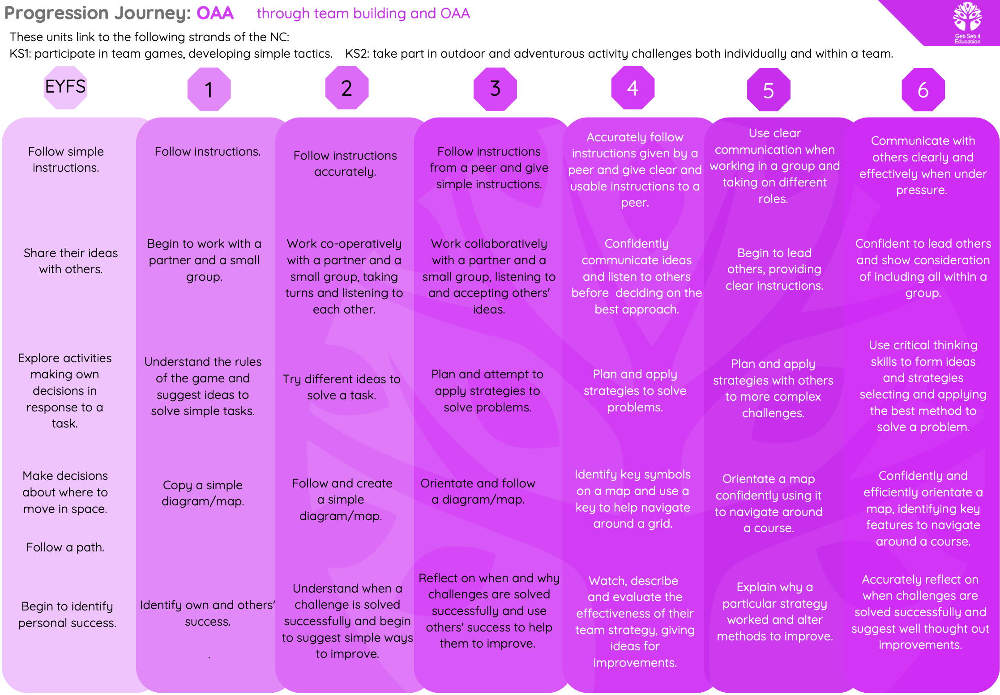 Progression Journey: OAA through team building and OAA
Get Set 4
Education
These units link to the following strands of the NC:
KS1: participate in team games, developing simple tactics. KS2: take part in outdoor and adventurous activity challenges both individually and within a team.
EYFS
Follow simple
instructions.
Share their ideas
with others.
Explore activities
making own
decisions in
response to a
task.
Make decisions
about where to
move in space.
Follow a path.
Begin to identify
personal success.
1
Follow instructions.
Begin to work with a
partner and a small
group.
Understand the rules
of the game and
suggest ideas to
solve simple tasks.
Copy a simple
diagram/map.
Identify own and others'
success.
.
2
Follow instructions
accurately.
Work co-operatively
with a partner and a
small group, taking
turns and listening to
each other.
Try different ideas to
solve a task.
Follow and create
a simple
diagram/map.
Understand when a
challenge is solved
successfully and begin
to suggest simple ways
to improve.
3
Follow instructions
from a peer and give
simple instructions.
Work collaboratively
with a partner and a
small group, listening to
and accepting others'
ideas.
Plan and attempt to
apply strategies to
solve problems.
Orientate and follow
a diagram/map.
Reflect on when and why
challenges are solved
successfully and use
others' success to help
them to improve.
4
Accurately follow
instructions given by a
peer and give clear and
usable instructions to a
peer.
Confidently
communicate ideas
and listen to others
before deciding on the
best approach.
Plan and apply
strategies to solve
problems.
Identify key symbols
on a map and use a
key to help navigate
around a grid.
Watch, describe
and evaluate the
effectiveness of their
team strategy, giving
ideas for
improvements.
5
Use clear
communication when
working in a group and
taking on different
roles.
Begin to lead
others, providing
clear instructions.
Plan and apply
strategies with others
to more complex
challenges.
Orientate a map
confidently using it
to navigate around
a course.
Explain why a
particular strategy
worked and alter
methods to improve.
6
Communicate with
others clearly and
effectively when under
pressure.
Confident to lead others
and show consideration
of including all within a
group.
Use critical thinking
skills to form ideas
and strategies
selecting and applying
the best method to
solve a problem.
Confidently and
efficiently orientate a
map, identifying key
features to navigate
around a course.
Accurately reflect on
when challenges are
solved successfully and
suggest well thought out
improvements.